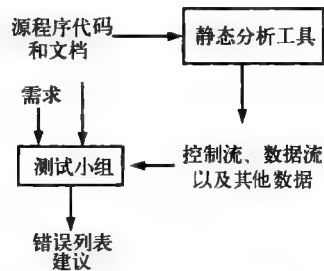 源程序代码
和文档
静态分析工具
需求
测试小组
控制流、数据流
以及其他数据
错误列表
建议